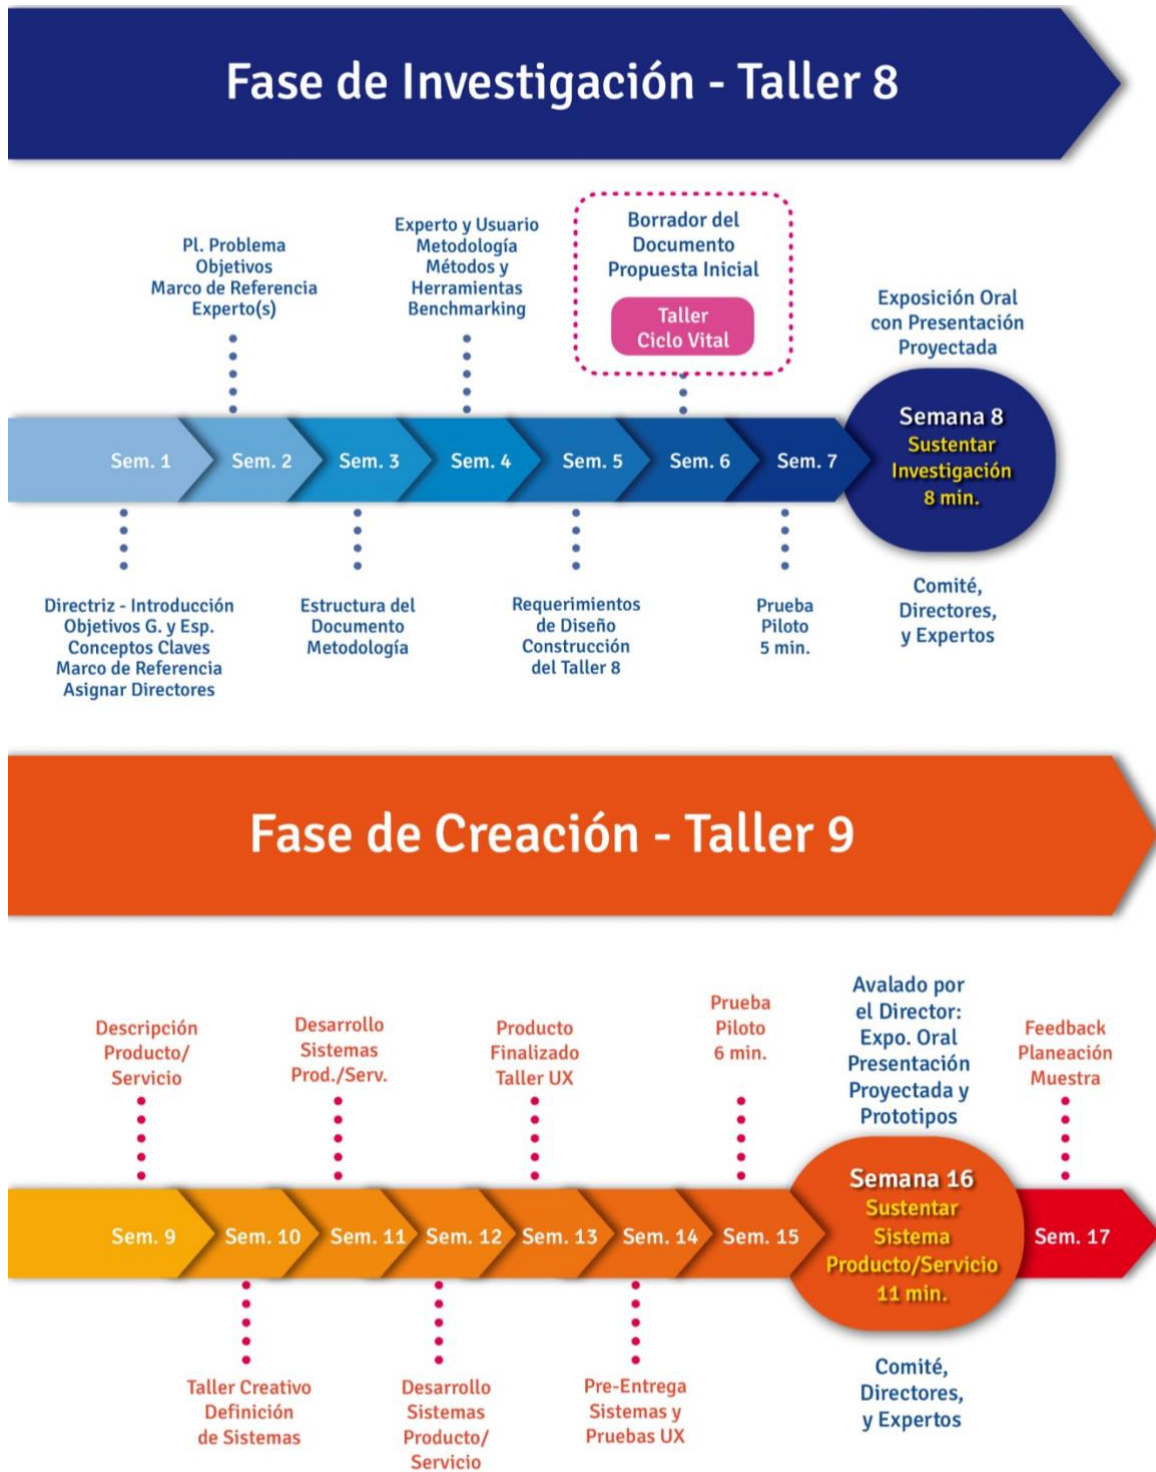 Fase de Investigación - Taller 8
Pl. Problema
Objetivos
Marco de Referencia
Experto(s)
Experto y Usuario
Metodología
Métodos y
Herramientas
Benchmarking
Borrador del
Documento
Propuesta Inicial
Taller
Ciclo Vital
Exposición Oral
con Presentación
Proyectada
Sem. 1
Sem. 2
Sem. 3
Sem. 4
Sem. 5
Sem. 6
Sem. 7
Semana 8
Sustentar
Investigación
8 min.
Directriz - Introducción
Objetivos G. y Esp.
Conceptos Claves
Marco de Referencia
Asignar Directores
Estructura del
Documento
Metodología
Requerimientos
de Diseño
Construcción
del Taller 8
Prueba
Piloto
5 min.
Comité,
Directores,
y Expertos
Fase de Creación - Taller 9
Descripción
Producto/
Servicio
Desarrollo
Sistemas
Prod./Serv.
Producto
Finalizado
Taller UX
Prueba
Piloto
6 min.
Avalado por
el Director:
Expo. Oral
Presentación
Proyectada y
Prototipos
Feedback
Planeación
Muestra
Sem. 9
Sem. 10
Sem. 11
Sem. 12
Sem. 13
Sem. 14
Sem. 15
Semana 16
Sustentar
Sistema
Producto/Servicio
11 min.
Sem. 17
Taller Creativo
Definición
de Sistemas
Desarrollo
Sistemas
Producto/
Servicio
Pre-Entrega
Sistemas y
Pruebas UX
Comité,
Directores,
y Expertos